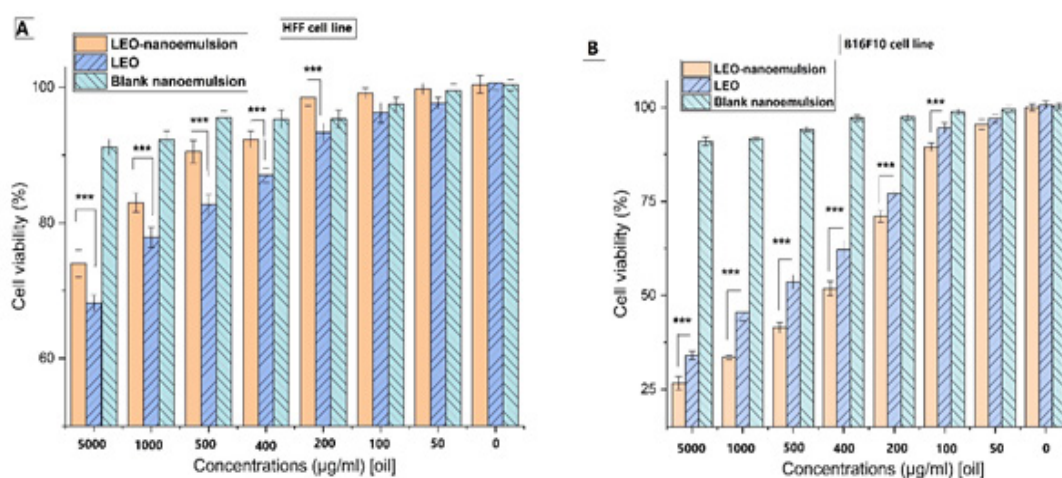 A
HFF cell line
LEO-nanoemulsion
LEO
Blank nanoemulsion
Cell viability (%)
100
80
60
***
***
***
***
***
5000 1000 500 400 200 100 50 0
Concentrations (µg/ml) [oil]
B
B16F10 cell line
LEO-nanoemulsion
LEO
Blank nanoemulsion
Cell viability (%)
100
75
50
25
***
***
***
***
***
***
5000 1000 500 400 200 100 50 0
Concentrations (µg/ml) [oil]